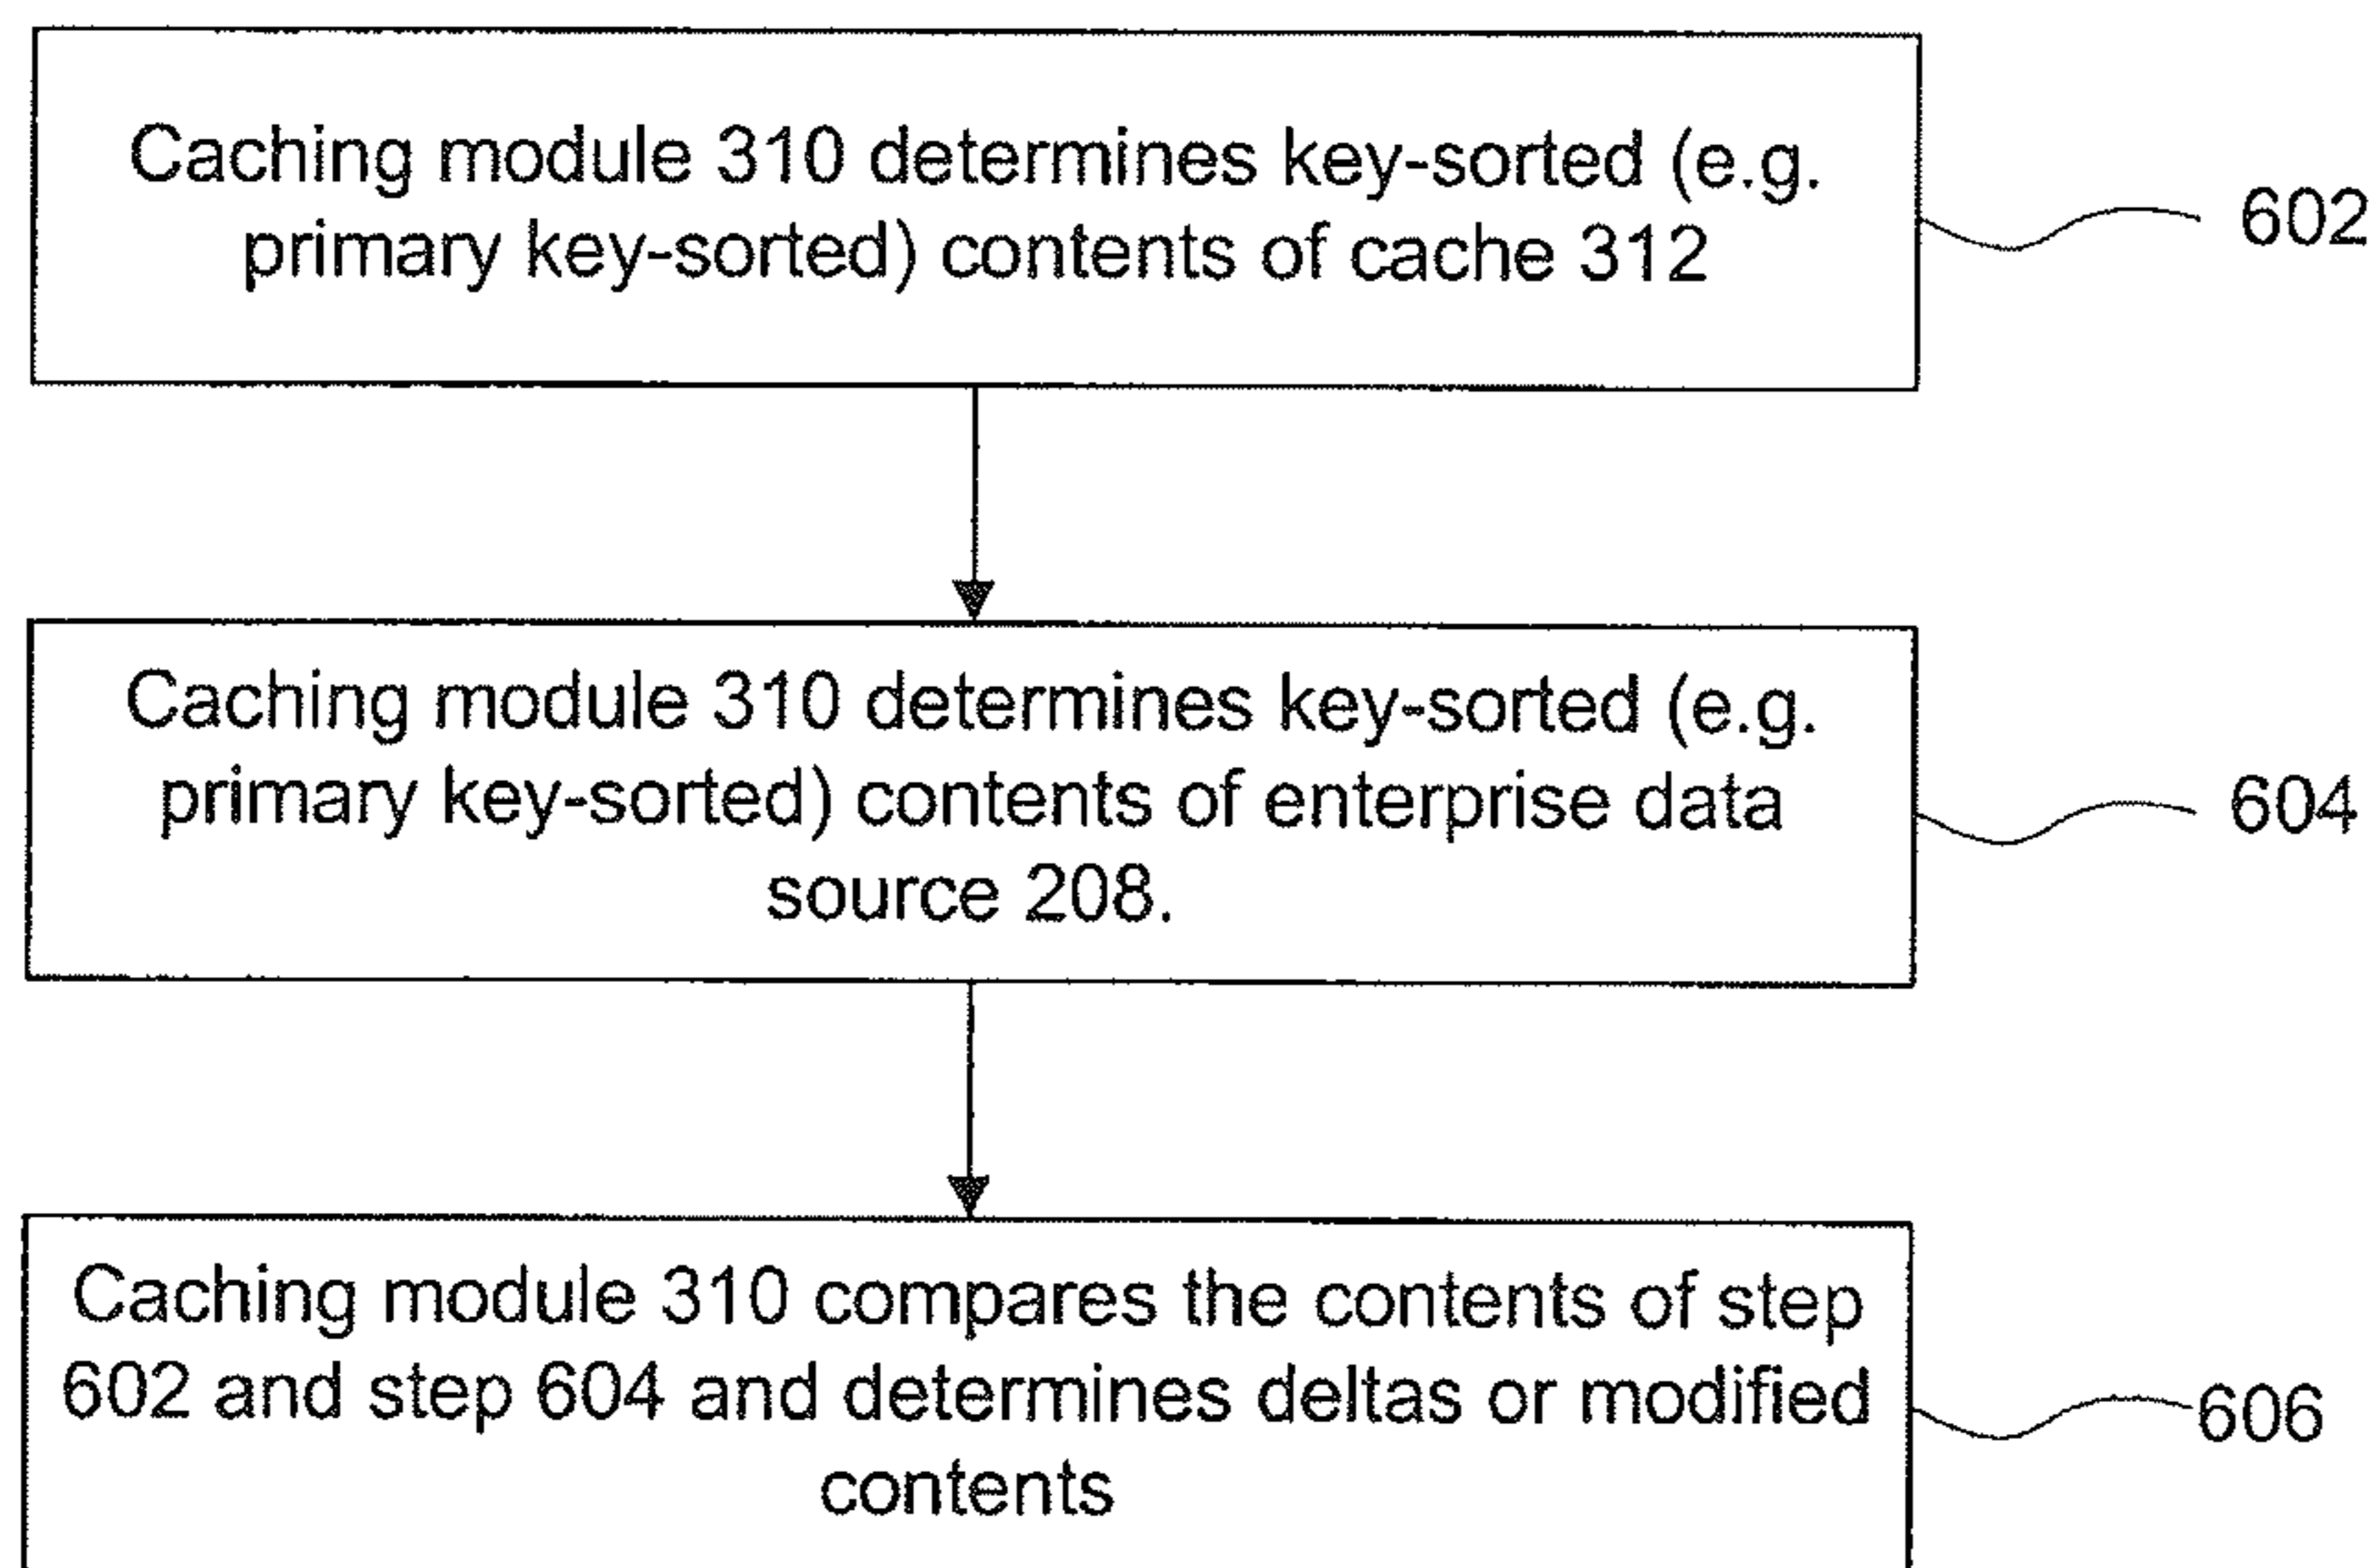 Caching module 310 determines key-sorted (e.g.
primary key-sorted) contents of cache 312
602
Caching module 310 determines key-sorted (e.g.
primary key-sorted) contents of enterprise data
source 208.
604
Caching module 310 compares the contents of step
602 and step 604 and determines deltas or modified
contents
606